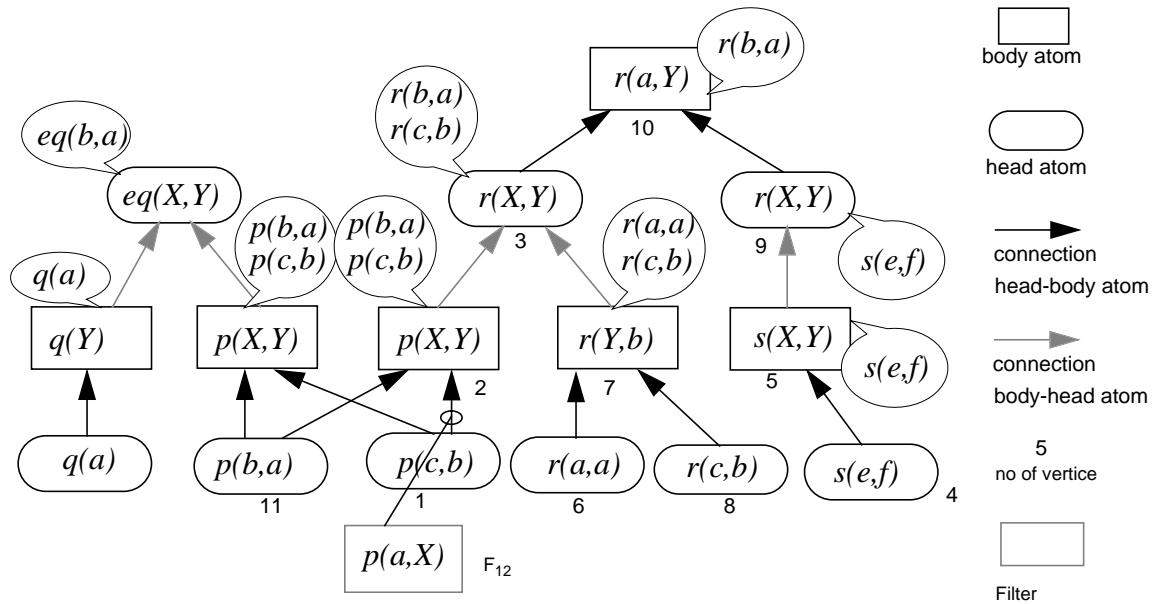 r(b,a)
r(a,Y)
10
body atom
r(b,a)
r(c,b)
head atom
eq(b,a)
eq(X,Y)
p(b,a)
p(c,b)
p(b,a)
p(c,b)
r(X,Y)
3
r(a,a)
r(c,b)
r(X,Y)
9
s(e,f)
connection
head-body atom
q(a)
q(Y)
p(X,Y)
p(X,Y)
2
r(Y,b)
7
s(X,Y)
5
s(e,f)
connection
body-head atom
q(a)
p(b,a)
11
p(c,b)
1
r(a,a)
6
r(c,b)
8
s(e,f)
4
5
no of vertice
p(a,X)
F12
Filter